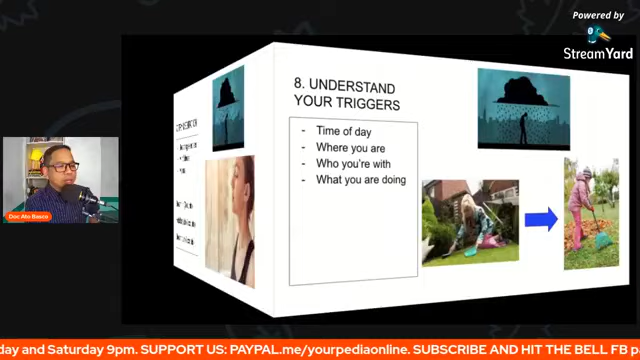 Powered by
StreamYard
8. UNDERSTAND
YOUR TRIGGERS
- Time of day
- Where you are
- Who you're with
- What you are doing
Doc Ato Basco
day and Saturday 9pm. SUPPORT US: PAYPAL.me/yourpediaonline. SUBSCRIBE AND HIT THE BELL FB p